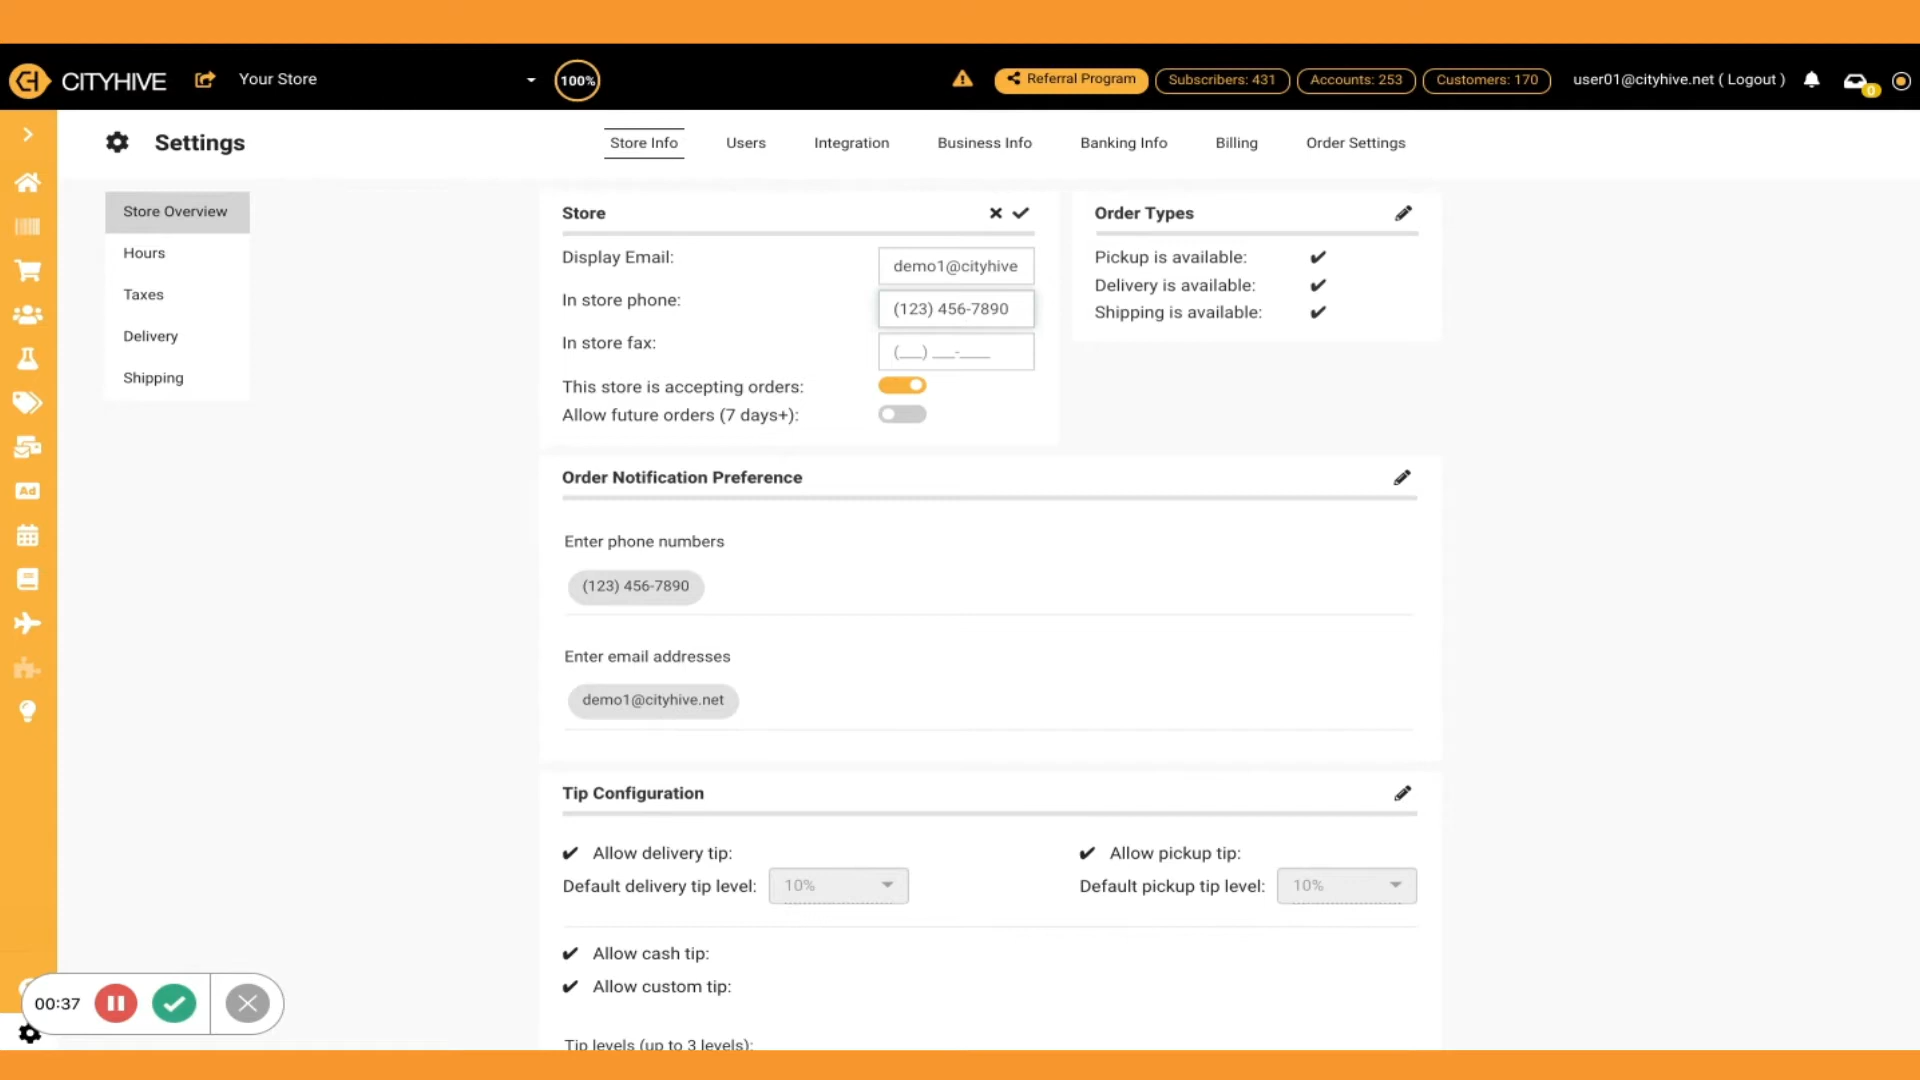 CITYHIVE
Your Store
100%
Referral Program
Subscribers: 431
Accounts: 253
Customers: 170
user01@cityhive.net ( Logout )
0
Settings
Store Info
Users
Integration
Business Info
Banking Info
Billing
Order Settings
Store Overview
Hours
Taxes
Delivery
Shipping
Ad
Store
Display Email:
demo1@cityhive
In store phone:
(123) 456-7890
In store fax:
(___) ___-____
This store is accepting orders:
Allow future orders (7 days+):
Order Types
Pickup is available:
Delivery is available:
Shipping is available:
Order Notification Preference
Enter phone numbers
(123) 456-7890
Enter email addresses
demo1@cityhive.net
Tip Configuration
Allow delivery tip:
Default delivery tip level:
10%
Allow pickup tip:
Default pickup tip level:
10%
Allow cash tip:
Allow custom tip:
Tip levels (up to 3 levels):
00:37